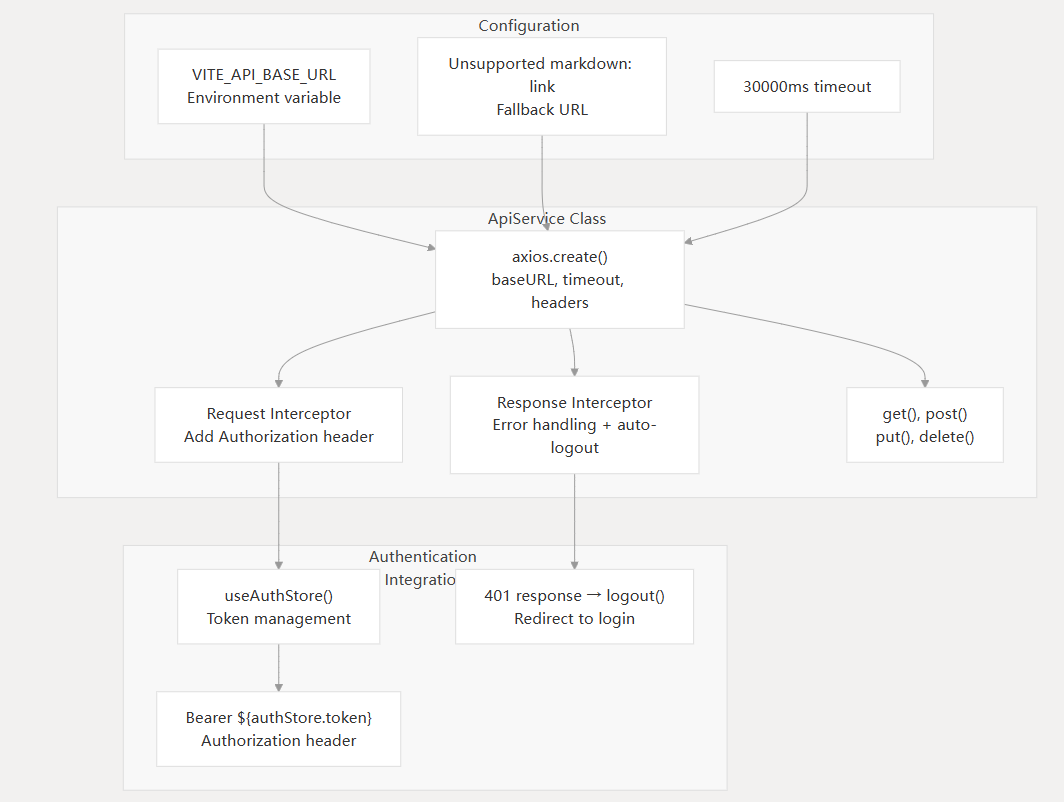 Configuration
VITE_API_BASE_URL
Environment variable
Unsupported markdown:
link
Fallback URL
30000ms timeout
ApiService Class
axios.create()
baseURL, timeout,
headers
Request Interceptor
Add Authorization header
Response Interceptor
Error handling + auto-
logout
get(), post()
put(), delete()
Authentication
Integratio
useAuthStore()
Token management
401 response → logout()
Redirect to login
Bearer ${authStore.token}
Authorization header